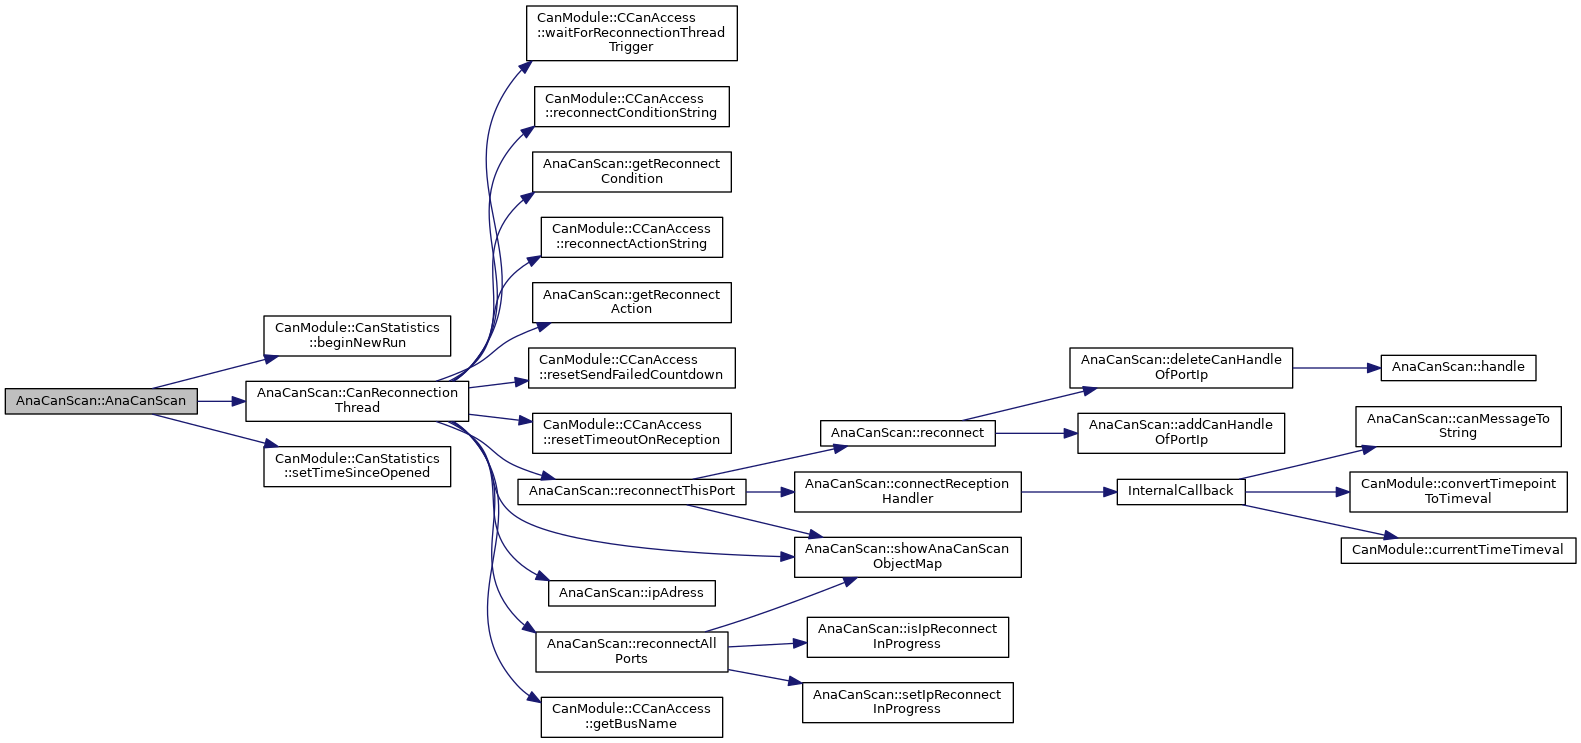 AnaCanScan::AnaCanScan
CanModule::CanStatistics
::beginNewRun
AnaCanScan::CanReconnection
Thread
CanModule::CanStatistics
::setTimeSinceOpened
CanModule::CCanAccess
::waitForReconnectionThread
Trigger
CanModule::CCanAccess
::reconnectConditionString
AnaCanScan::getReconnect
Condition
CanModule::CCanAccess
::reconnectActionString
AnaCanScan::getReconnect
Action
CanModule::CCanAccess
::resetSendFailedCountdown
CanModule::CCanAccess
::resetTimeoutOnReception
AnaCanScan::reconnectThisPort
AnaCanScan::ipAdress
AnaCanScan::reconnectAll
Ports
CanModule::CCanAccess
::getBusName
AnaCanScan::reconnect
AnaCanScan::connectReception
Handler
AnaCanScan::showAnaCanScan
ObjectMap
AnaCanScan::isIpReconnect
InProgress
AnaCanScan::setIpReconnect
InProgress
AnaCanScan::deleteCanHandle
OfPortIp
AnaCanScan::addCanHandle
OfPortIp
InternalCallback
AnaCanScan::handle
AnaCanScan::canMessageTo
String
CanModule::convertTimepoint
ToTimeval
CanModule::currentTimeTimeval